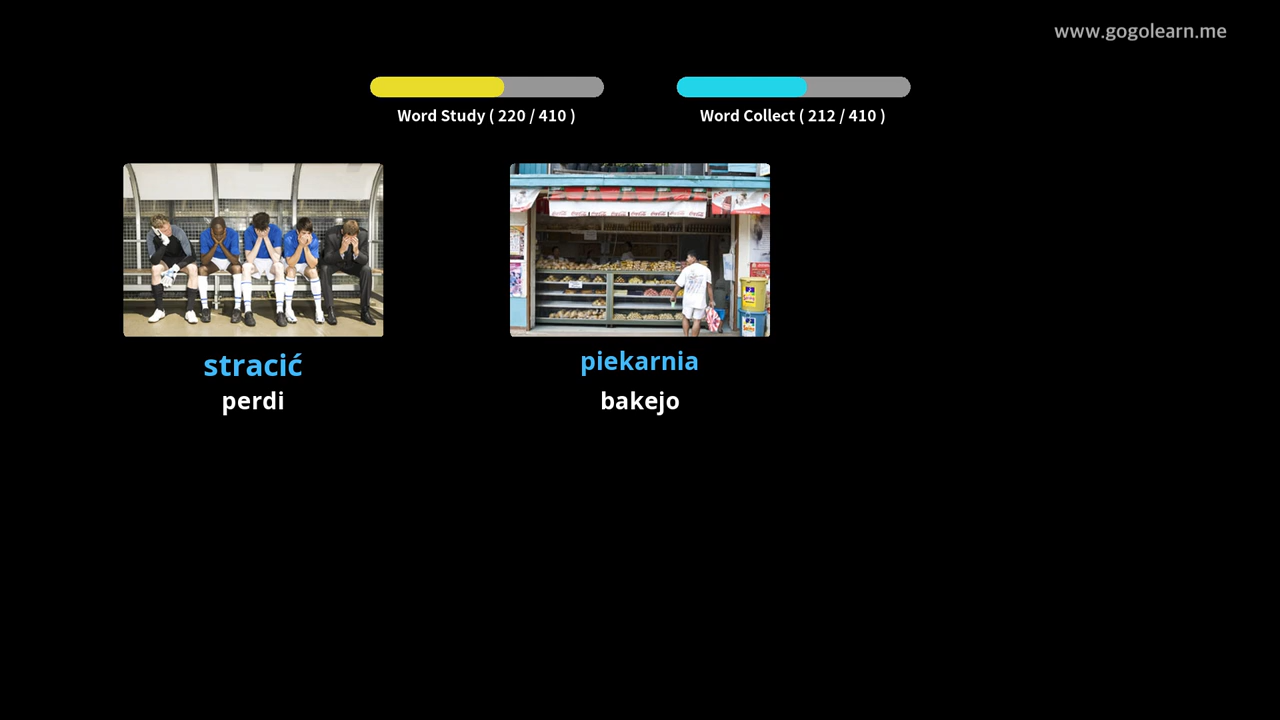 www.gogolearn.me
Word Study ( 220 / 410 )
Word Collect ( 212 / 410 )
stracić
perdi
piekarnia
bakejo